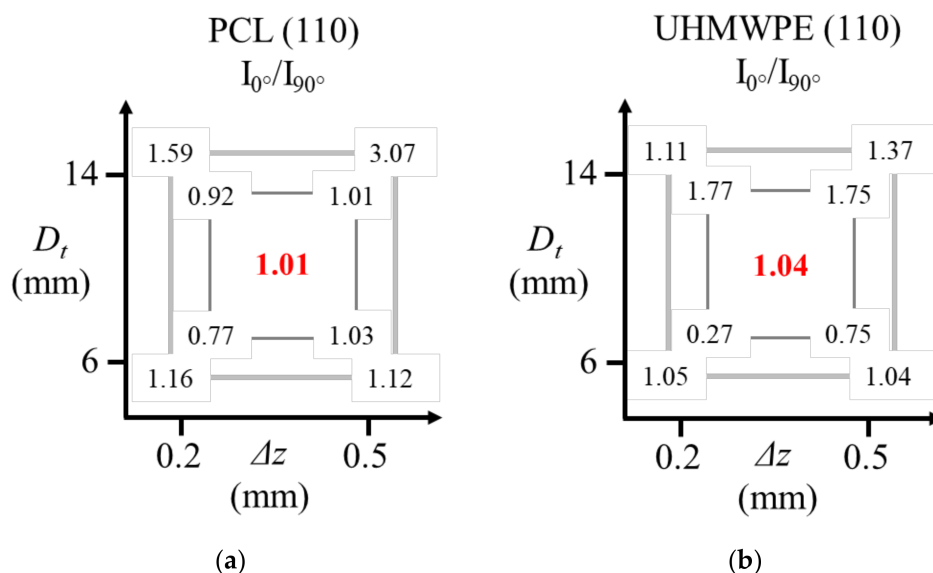 PCL (110)
I0°/I90°
1.59 3.07
14
0.92 1.01
Dt
(mm)
1.01
0.77 1.03
6
1.16 1.12
0.2 Δz 0.5
(mm)
(a)
UHMWPE (110)
I0°/I90°
1.11 1.37
14
1.77 1.75
Dt
(mm)
1.04
0.27 0.75
6
1.05 1.04
0.2 Δz 0.5
(mm)
(b)